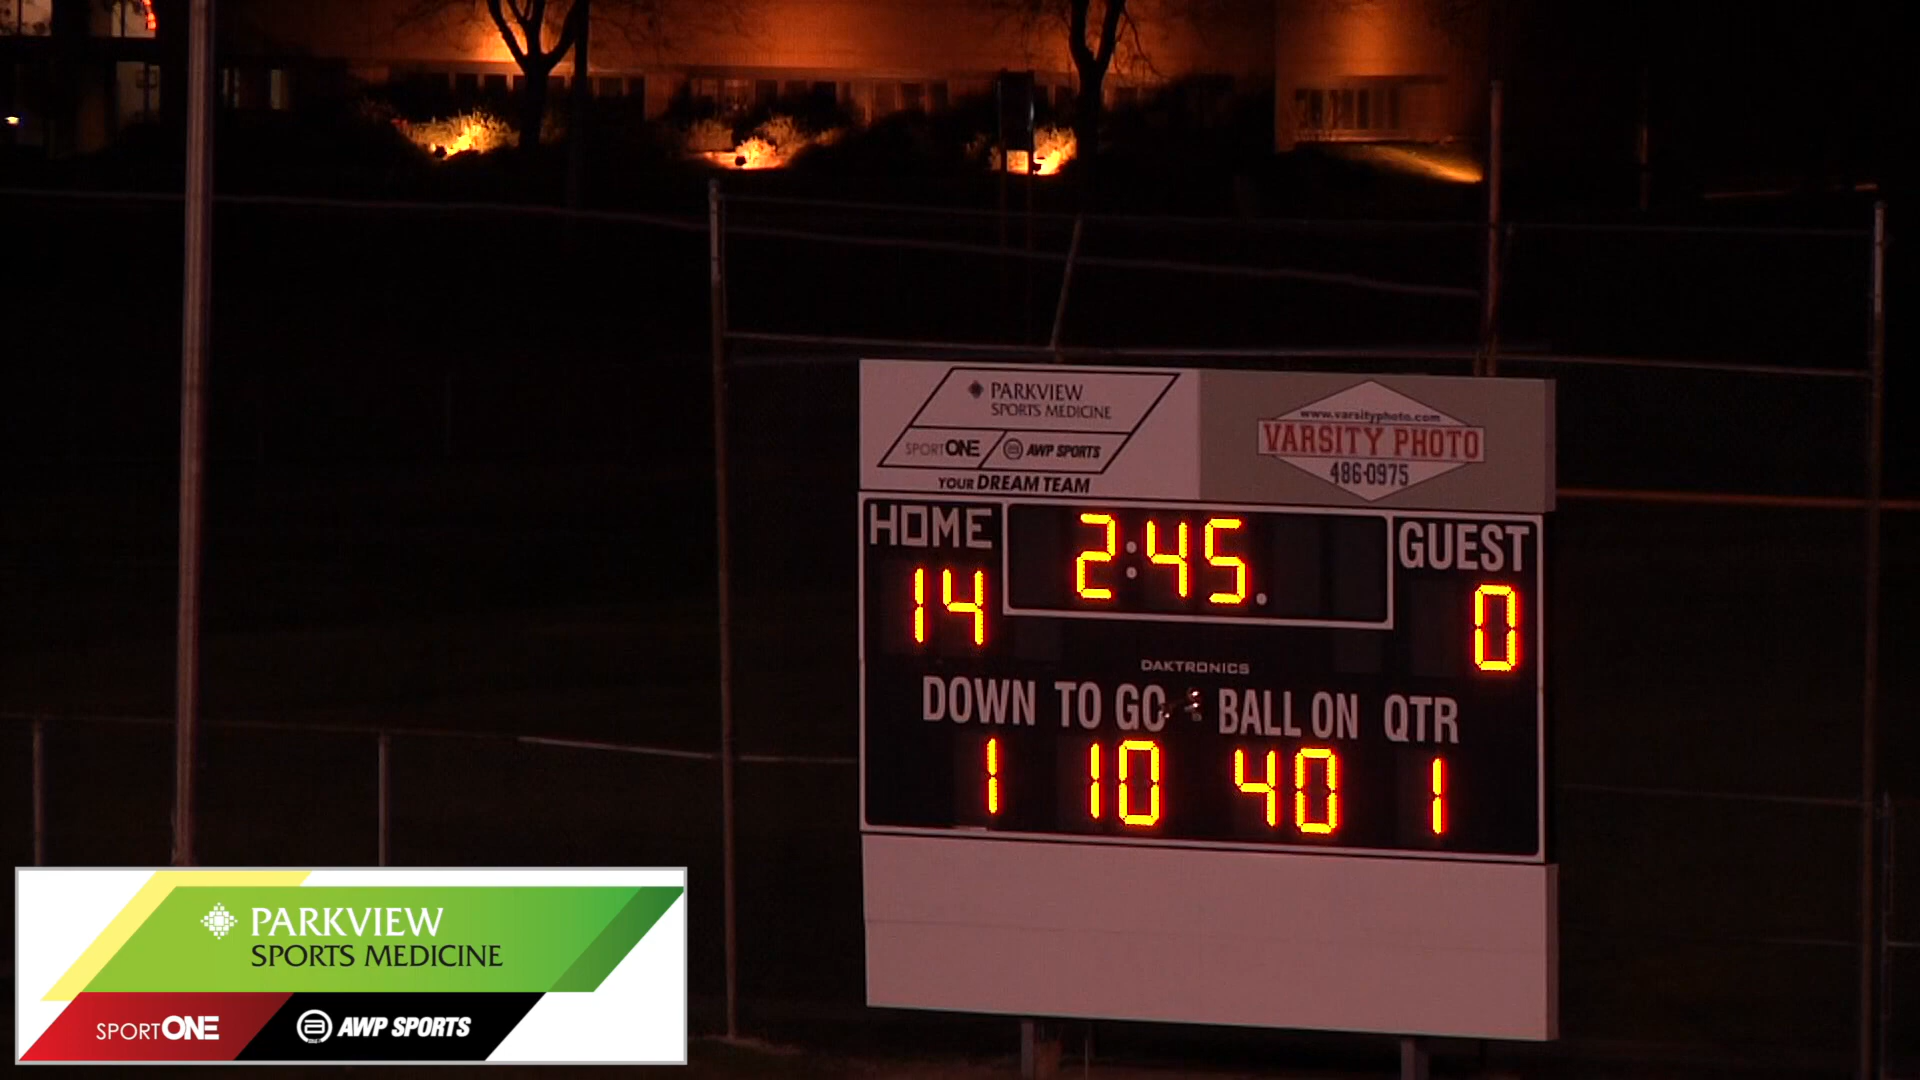 PARKVIEW
SPORTS MEDICINE
SPORTONE
AWP SPORTS
YOUR DREAM TEAM
www.varsityphoto.com
VARSITY PHOTO
486-0975
HOME
2:45.
GUEST
14
0
DAKTRONICS
DOWN TO GO BALL ON QTR
1 10 40 1
PARKVIEW
SPORTS MEDICINE
SPORTONE
AWP SPORTS